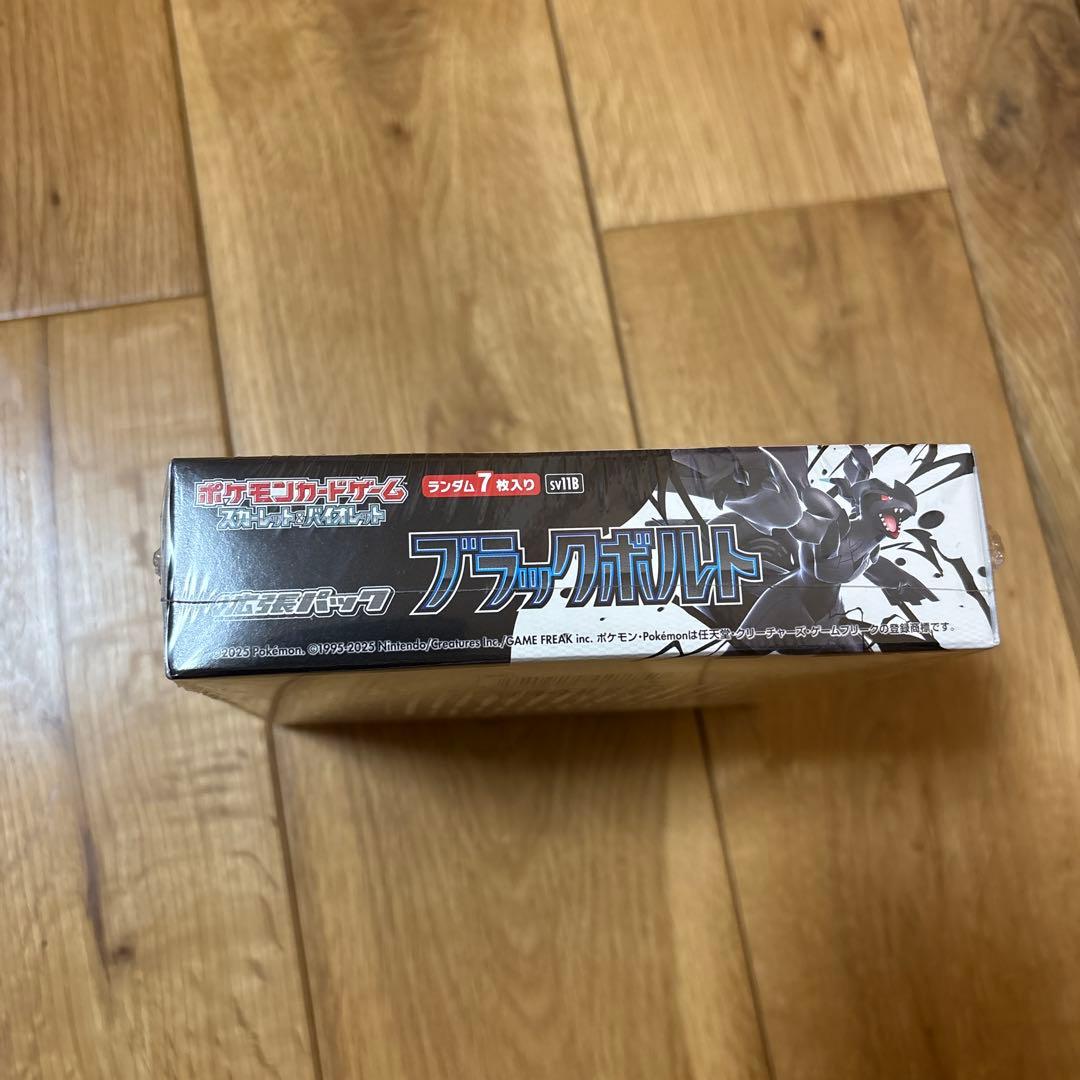 ポケモンカードゲーム
スカーレット&バイオレット
ランダム7枚入り
sv11B
拡張パック
ブラックボルト
©2025 Pokémon. ©1995-2025 Nintendo/Creatures Inc./GAME FREAK inc. ポケモン・Pokémonは任天堂・クリーチャーズ・ゲームフリークの登録商標です。